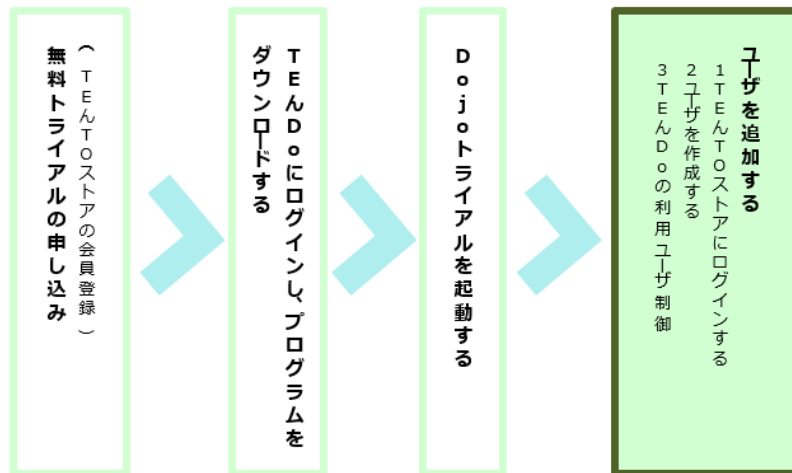 （TEんTOストアの会員登録）
無料トライアルの申し込み
TEんDoにログインし、プログラムを
ダウンロードする
Dojoトライアルを起動する
ユーザを追加する
1TEんTOストアにログインする
2ユーザを作成する
3TEんDoの利用ユーザ制御